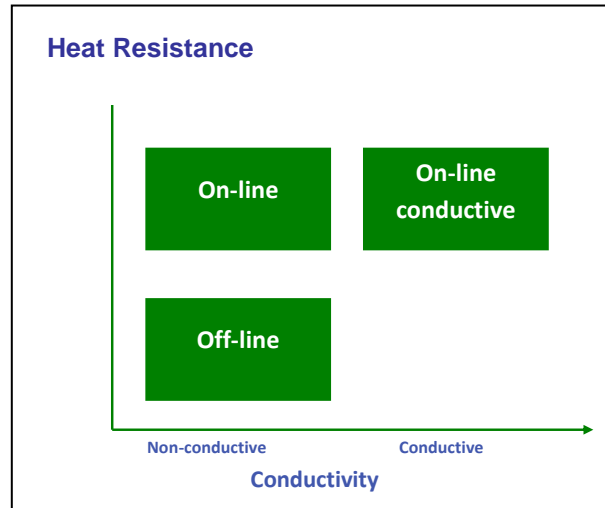 Heat Resistance
On-line
On-line
conductive
Off-line
Non-conductive
Conductive
Conductivity